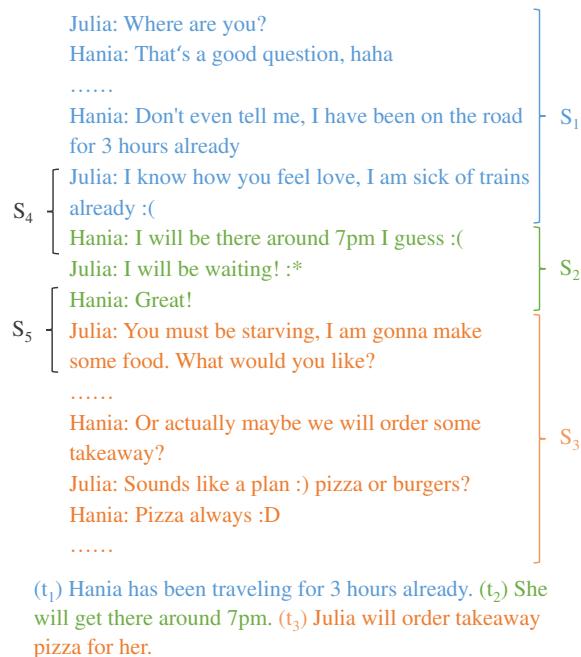 Julia: Where are you?
Hania: That's a good question, haha
……
Hania: Don't even tell me, I have been on the road
for 3 hours already
S1
Julia: I know how you feel love, I am sick of trains
already :(
S4
Hania: I will be there around 7pm I guess :(
Julia: I will be waiting! :*
S2
Hania: Great!
S5
Julia: You must be starving, I am gonna make
some food. What would you like?
……
Hania: Or actually maybe we will order some
takeaway?
S3
Julia: Sounds like a plan :) pizza or burgers?
Hania: Pizza always :D
……
(t1) Hania has been traveling for 3 hours already. (t2) She
will get there around 7pm. (t3) Julia will order takeaway
pizza for her.